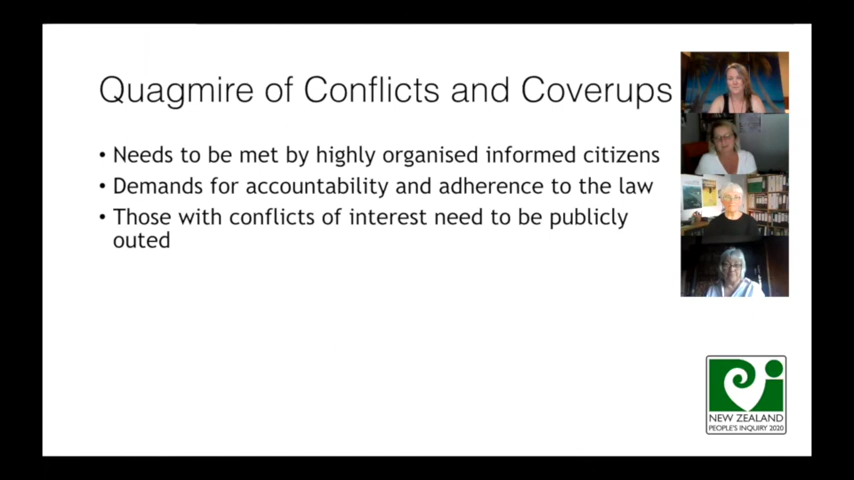 Quagmire of Conflicts and Coverups
• Needs to be met by highly organised informed citizens
• Demands for accountability and adherence to the law
• Those with conflicts of interest need to be publicly
outed
NEW ZEALAND
PEOPLE'S INQUIRY 2020